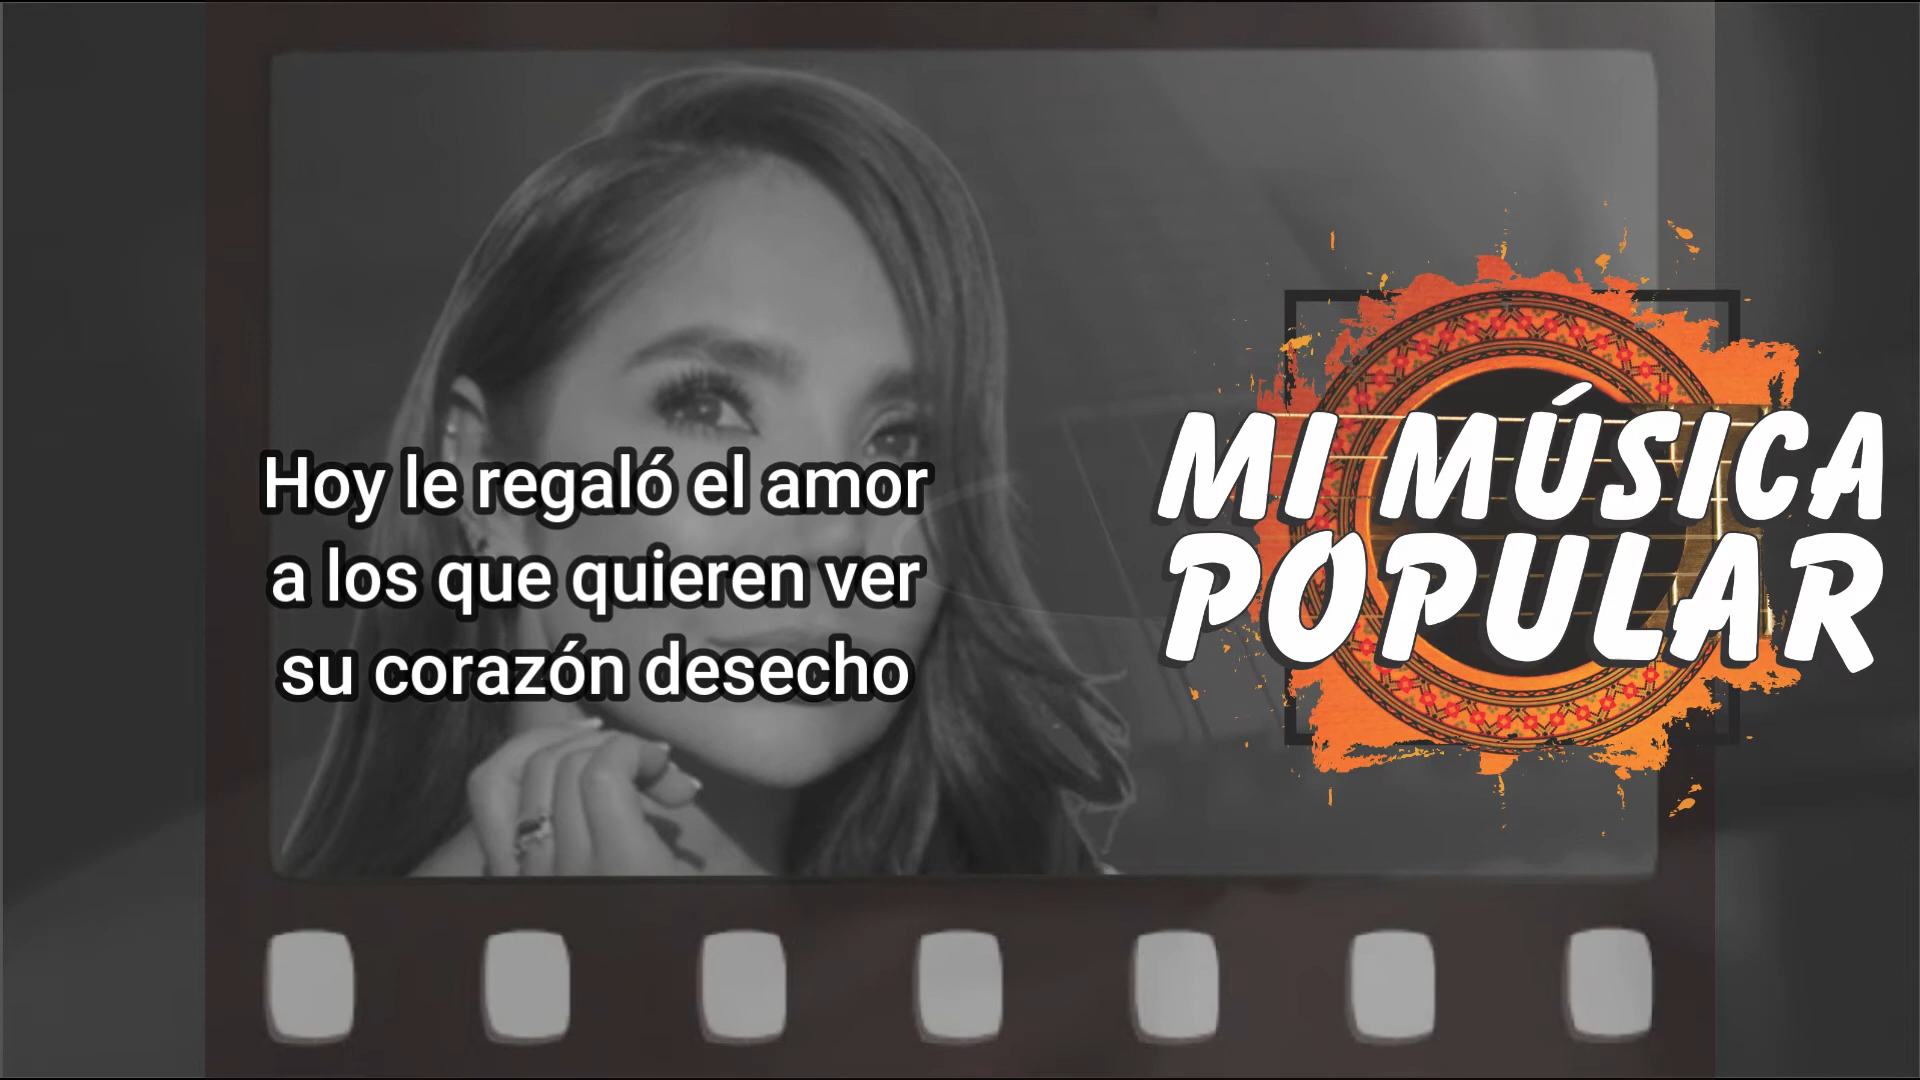 Hoy le regaló el amor
a los que quieren ver
su corazón desecho
MI MÚSICA
POPULAR